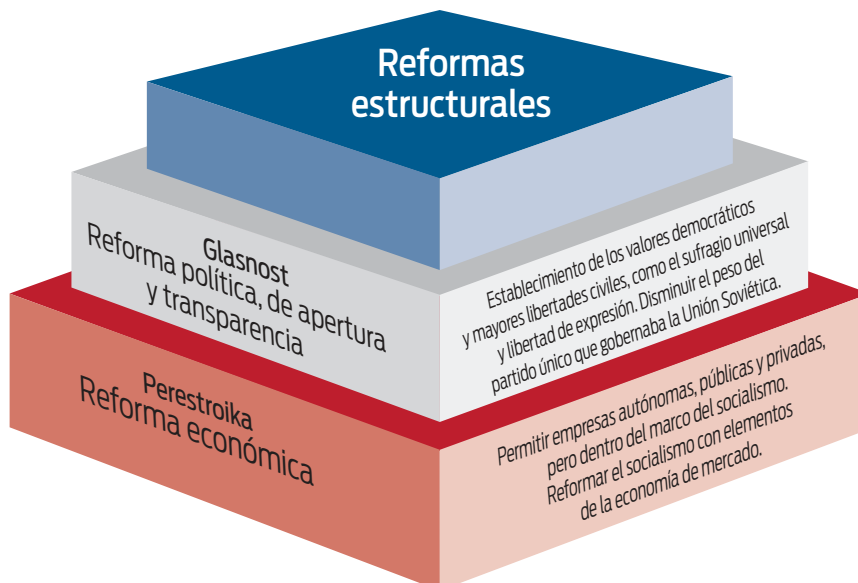 Reformas
estructurales
Glasnost
Reforma política, de apertura
y transparencia
Establecimiento de los valores democráticos
y mayores libertades civiles, como el sufragio universal
y libertad de expresión. Disminuir el peso del
partido único que gobernaba la Unión Soviética.
Perestroika
Reforma económica
Permitir empresas autónomas, públicas y privadas,
pero dentro del marco del socialismo.
Reformar el socialismo con elementos
de la economía de mercado.